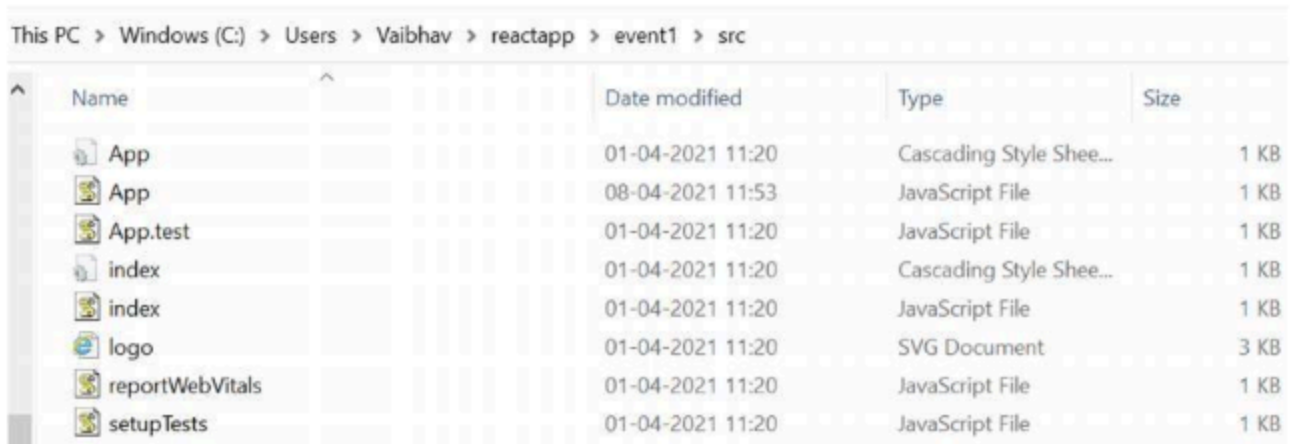 This PC > Windows (C:) > Users > Vaibhav > reactapp > event1 > src
Name Date modified Type Size
App 01-04-2021 11:20 Cascading Style Shee... 1 KB
App 08-04-2021 11:53 JavaScript File 1 KB
App.test 01-04-2021 11:20 JavaScript File 1 KB
index 01-04-2021 11:20 Cascading Style Shee... 1 KB
index 01-04-2021 11:20 JavaScript File 1 KB
logo 01-04-2021 11:20 SVG Document 3 KB
reportWebVitals 01-04-2021 11:20 JavaScript File 1 KB
setupTests 01-04-2021 11:20 JavaScript File 1 KB